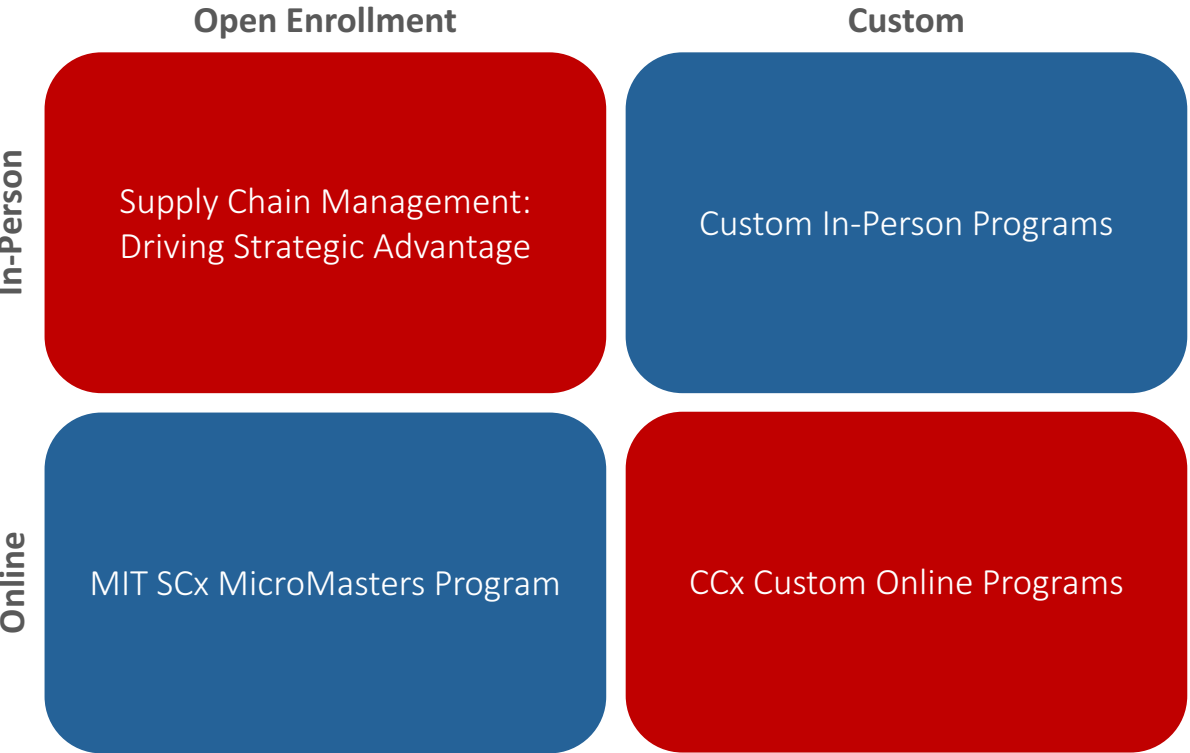 Open Enrollment
Custom
In-Person
Supply Chain Management:
Driving Strategic Advantage
Custom In-Person Programs
Online
MIT SCx MicroMasters Program
CCx Custom Online Programs